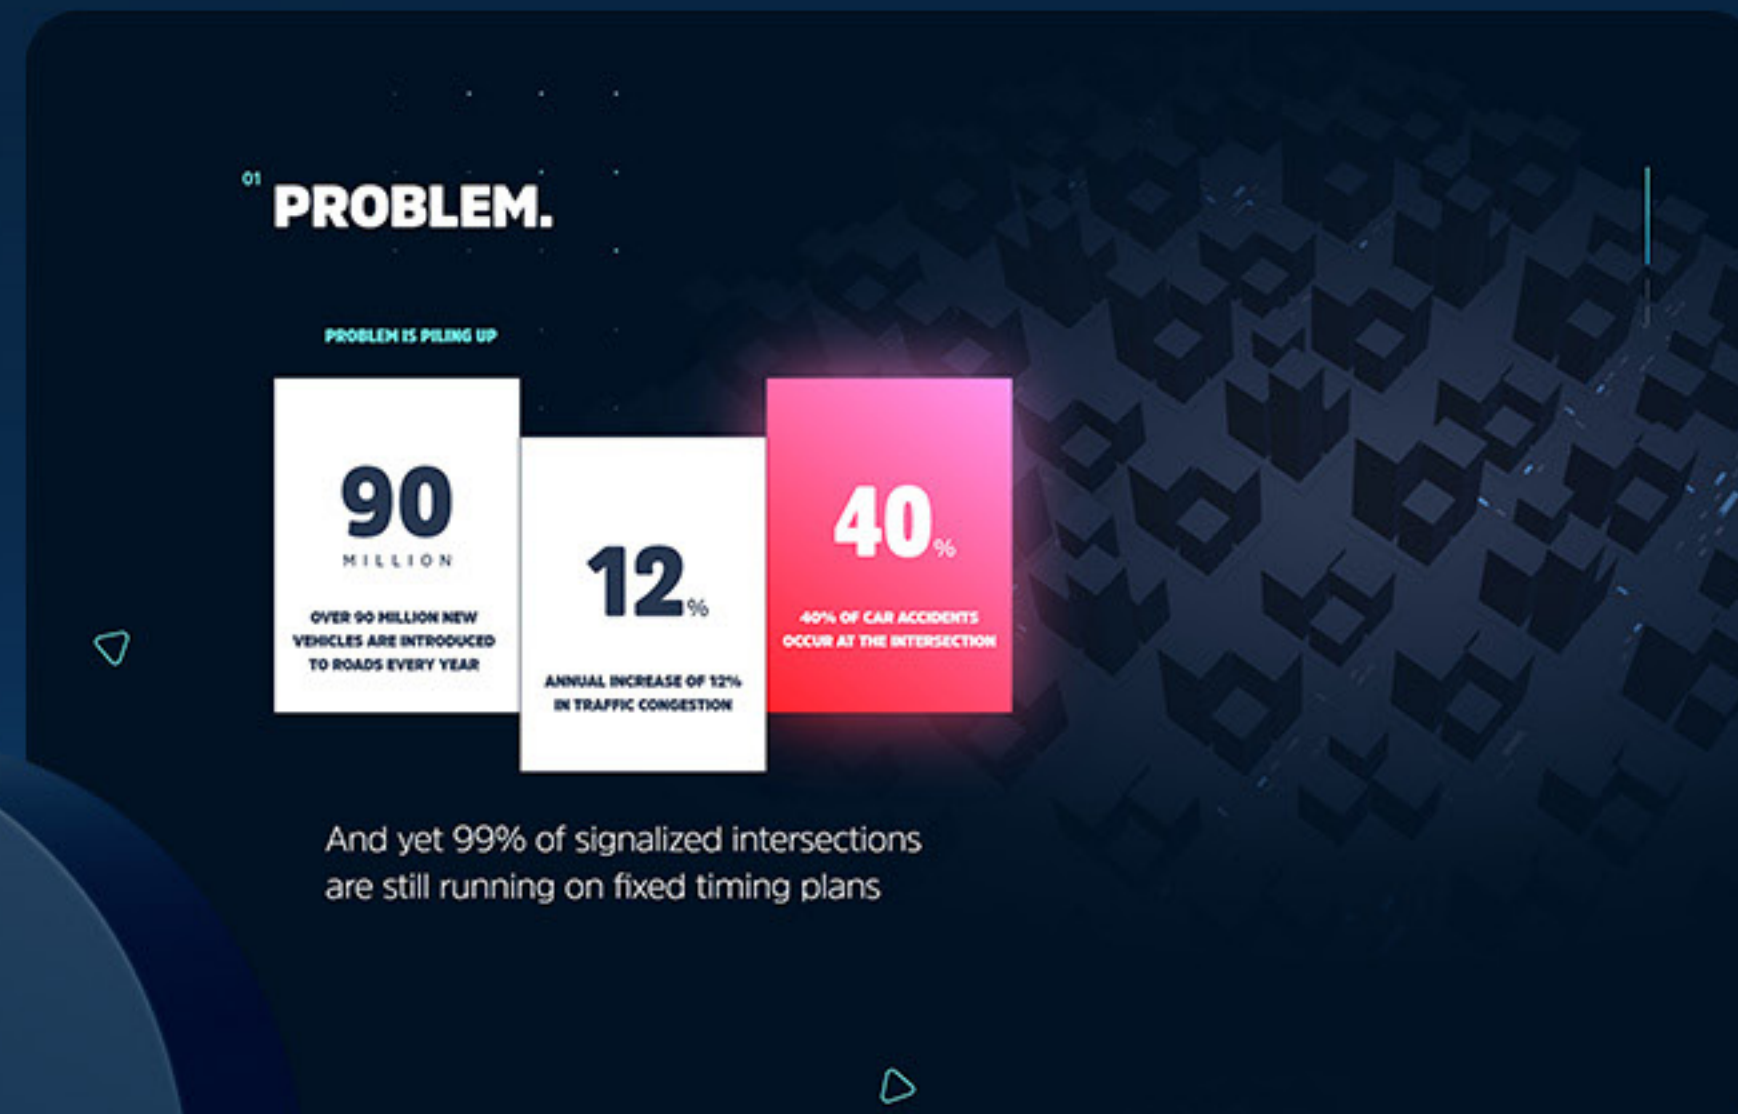 01
PROBLEM.
PROBLEM IS PILING UP
90
MILLION
OVER 90 MILLION NEW
VEHICLES ARE INTRODUCED
TO ROADS EVERY YEAR
12%
ANNUAL INCREASE OF 12%
IN TRAFFIC CONGESTION
40%
40% OF CAR ACCIDENTS
OCCUR AT THE INTERSECTION
And yet 99% of signalized intersections
are still running on fixed timing plans